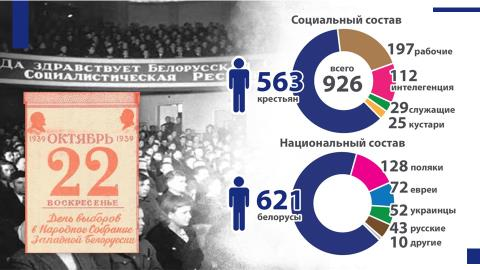 Да здравствует Белорусск
Социалистическая Рес
1939 ОКТЯБРЬ 1939
22
ВОСКРЕСЕНЬЕ
День выборов
в Народное Собрание
Западной Белоруссии
Социальный состав
563
крестьян
всего
926
197 рабочие
112
интелегенция
29 служащие
25 кустари
Национальный состав
621
белорусы
128 поляки
72 евреи
52 украинцы
43 русские
10 другие